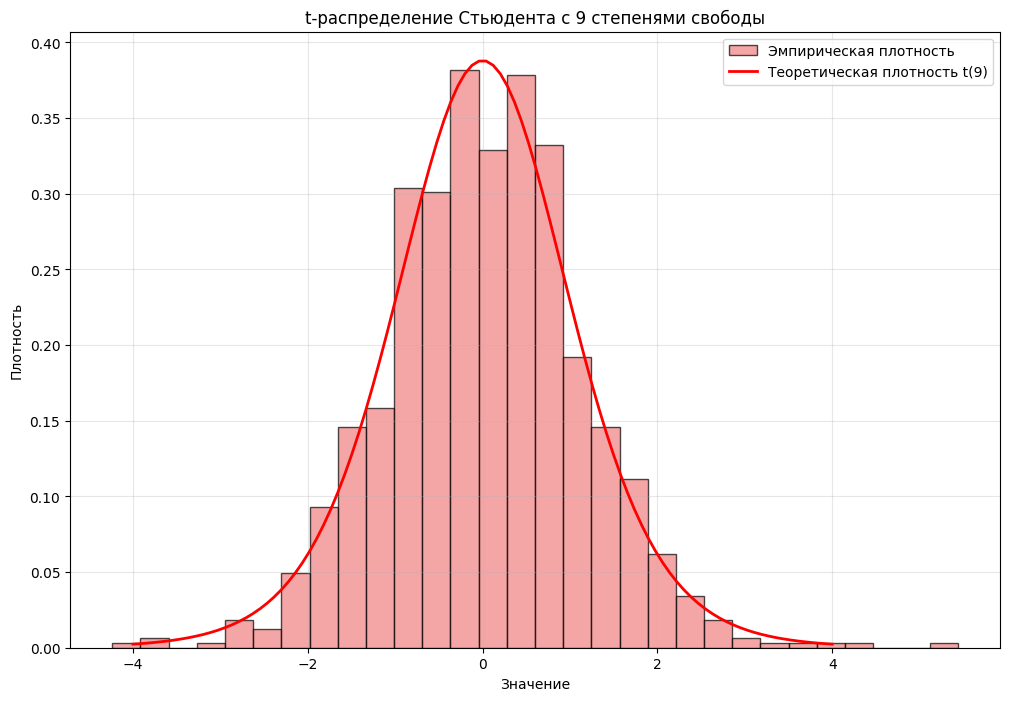 t-распределение Стьюдента с 9 степенями свободы
Эмпирическая плотность
Теоретическая плотность t(9)
Плотность
0.40
0.35
0.30
0.25
0.20
0.15
0.10
0.05
0.00
−4
−2
0
2
4
Значение